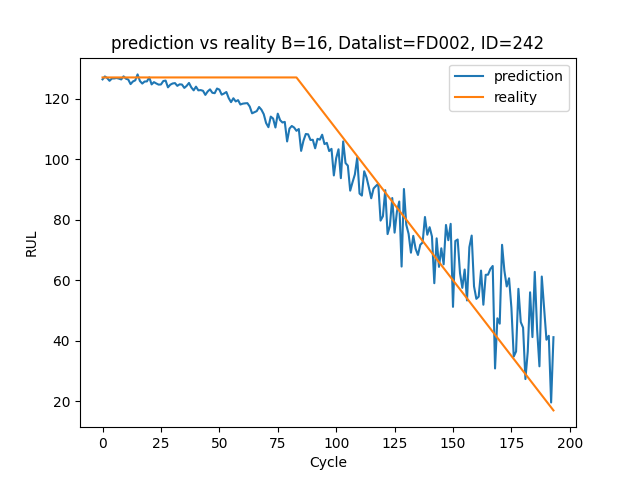 prediction vs reality B=16, Datalist=FD002, ID=242
prediction
reality
RUL
120
100
80
60
40
20
0 25 50 75 100 125 150 175 200
Cycle